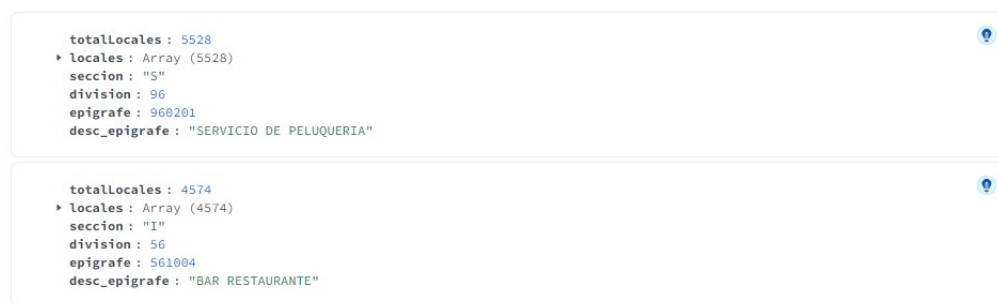 totalLocales : 5528
locales : Array (5528)
seccion : "S"
division : 96
epigrafe : 960201
desc_epigrafe : "SERVICIO DE PELUQUERIA"
totalLocales : 4574
locales : Array (4574)
seccion : "I"
division : 56
epigrafe : 561004
desc_epigrafe : "BAR RESTAURANTE"